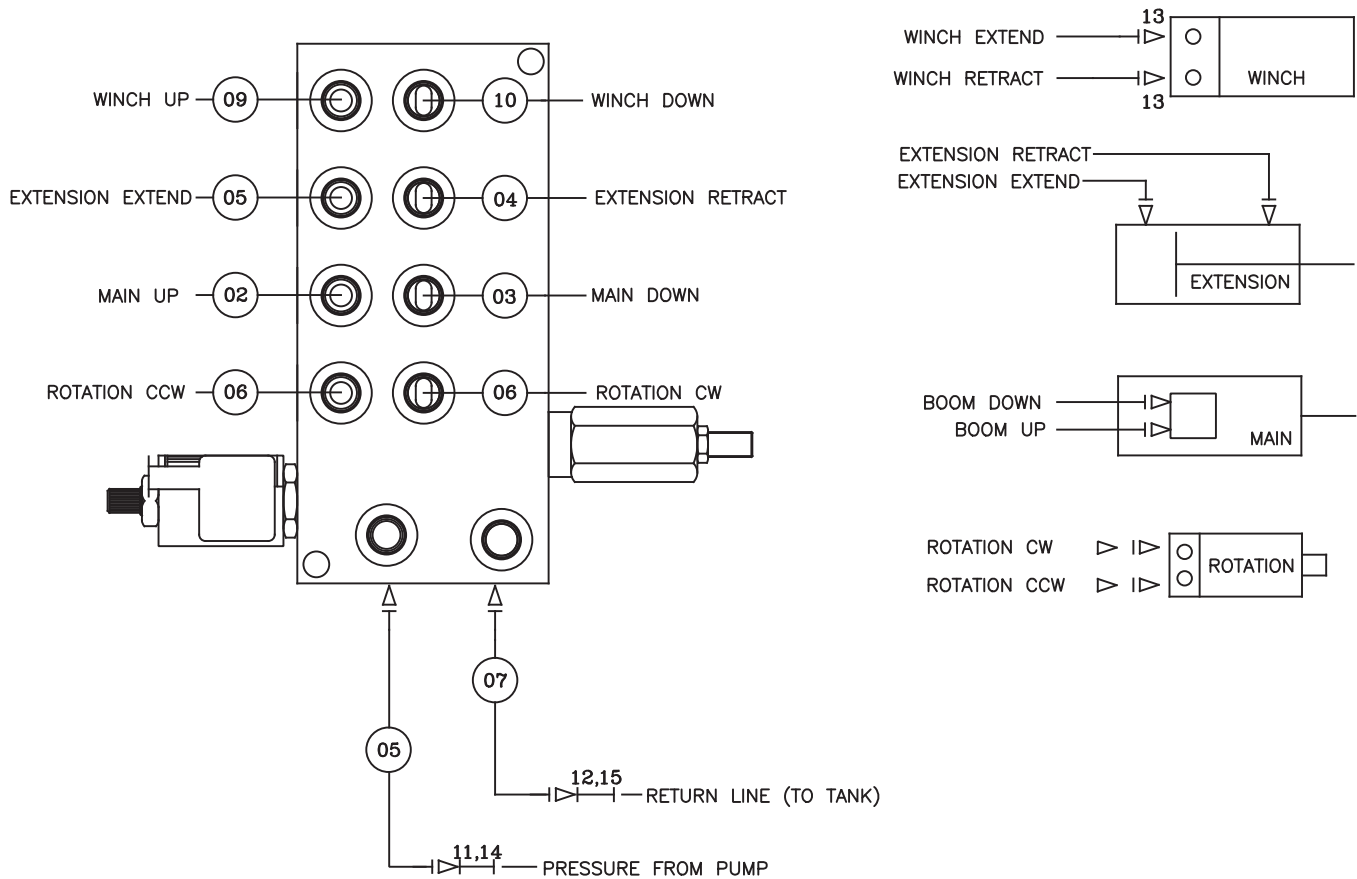 WINCH UP 09 10 WINCH DOWN
EXTENSION EXTEND 05 04 EXTENSION RETRACT
MAIN UP 02 03 MAIN DOWN
ROTATION CCW 06 06 ROTATION CW
07
05
12,15
RETURN LINE (TO TANK)
11,14
PRESSURE FROM PUMP
13
WINCH EXTEND
WINCH RETRACT
WINCH
13
EXTENSION RETRACT
EXTENSION EXTEND
EXTENSION
BOOM DOWN
BOOM UP
MAIN
ROTATION CW
ROTATION
ROTATION CCW